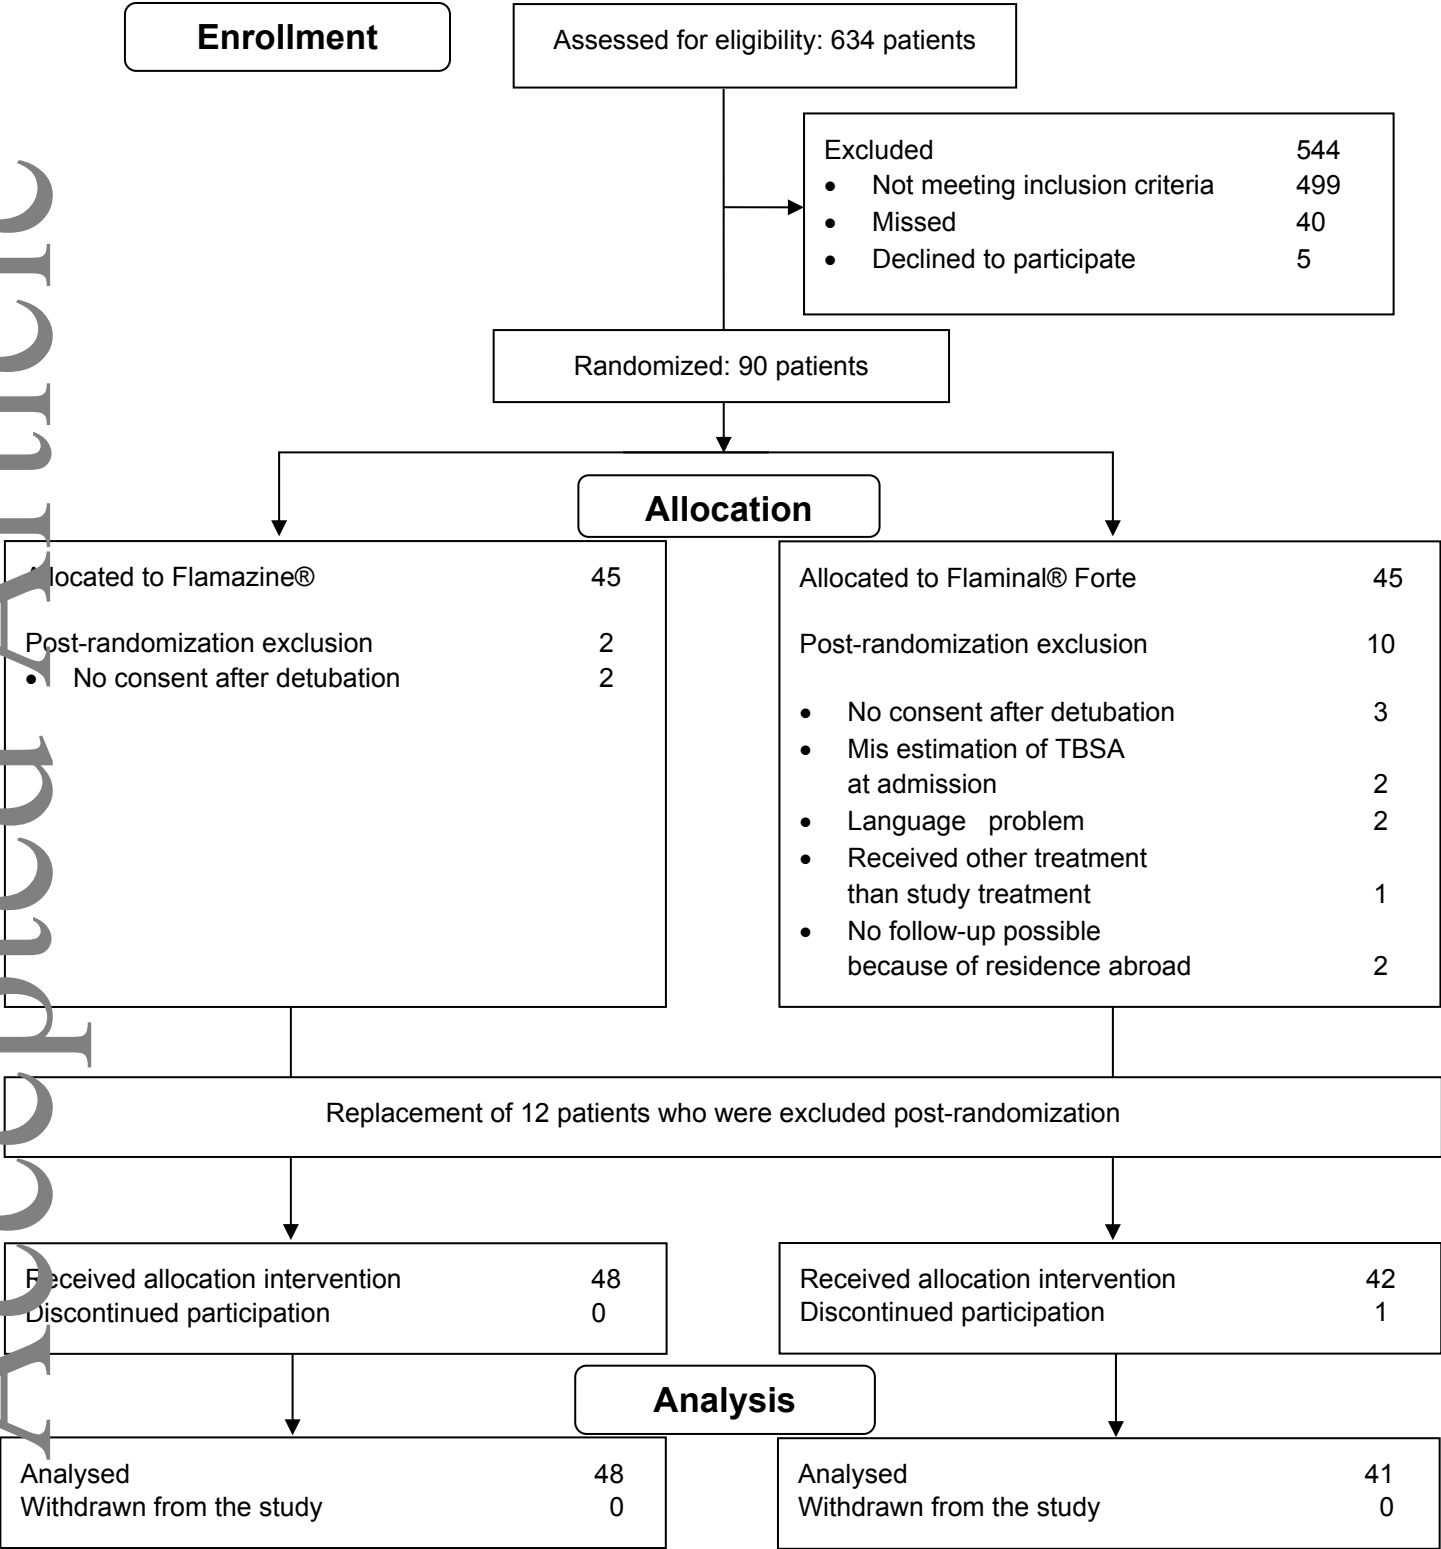 Enrollment
Assessed for eligibility: 634 patients
Excluded 544
• Not meeting inclusion criteria 499
• Missed 40
• Declined to participate 5
Randomized: 90 patients
Allocation
Allocated to Flamazine® 45
Post-randomization exclusion 2
• No consent after detubation 2
Allocated to Flaminal® Forte 45
Post-randomization exclusion 10
• No consent after detubation 3
• Mis estimation of TBSA
at admission 2
• Language problem 2
• Received other treatment
than study treatment 1
• No follow-up possible
because of residence abroad 2
Replacement of 12 patients who were excluded post-randomization
Received allocation intervention 48
Discontinued participation 0
Received allocation intervention 42
Discontinued participation 1
Analysis
Analysed 48
Withdrawn from the study 0
Analysed 41
Withdrawn from the study 0
Accepted Article